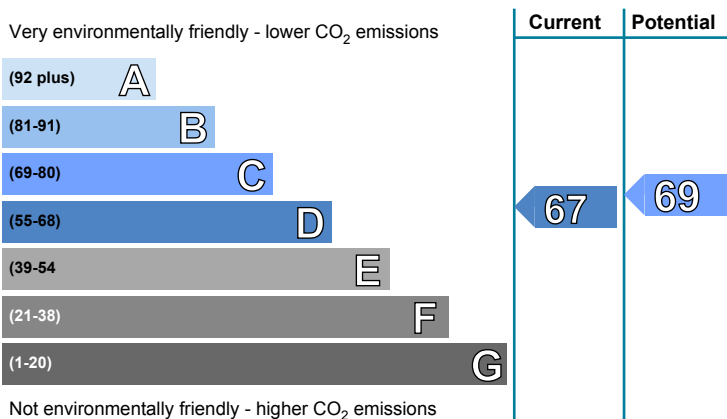 Very environmentally friendly - lower CO2 emissions
Current
Potential
(92 plus) A
(81-91) B
(69-80) C
(55-68) D
(39-54 E
(21-38) F
(1-20) G
67
69
Not environmentally friendly - higher CO2 emissions